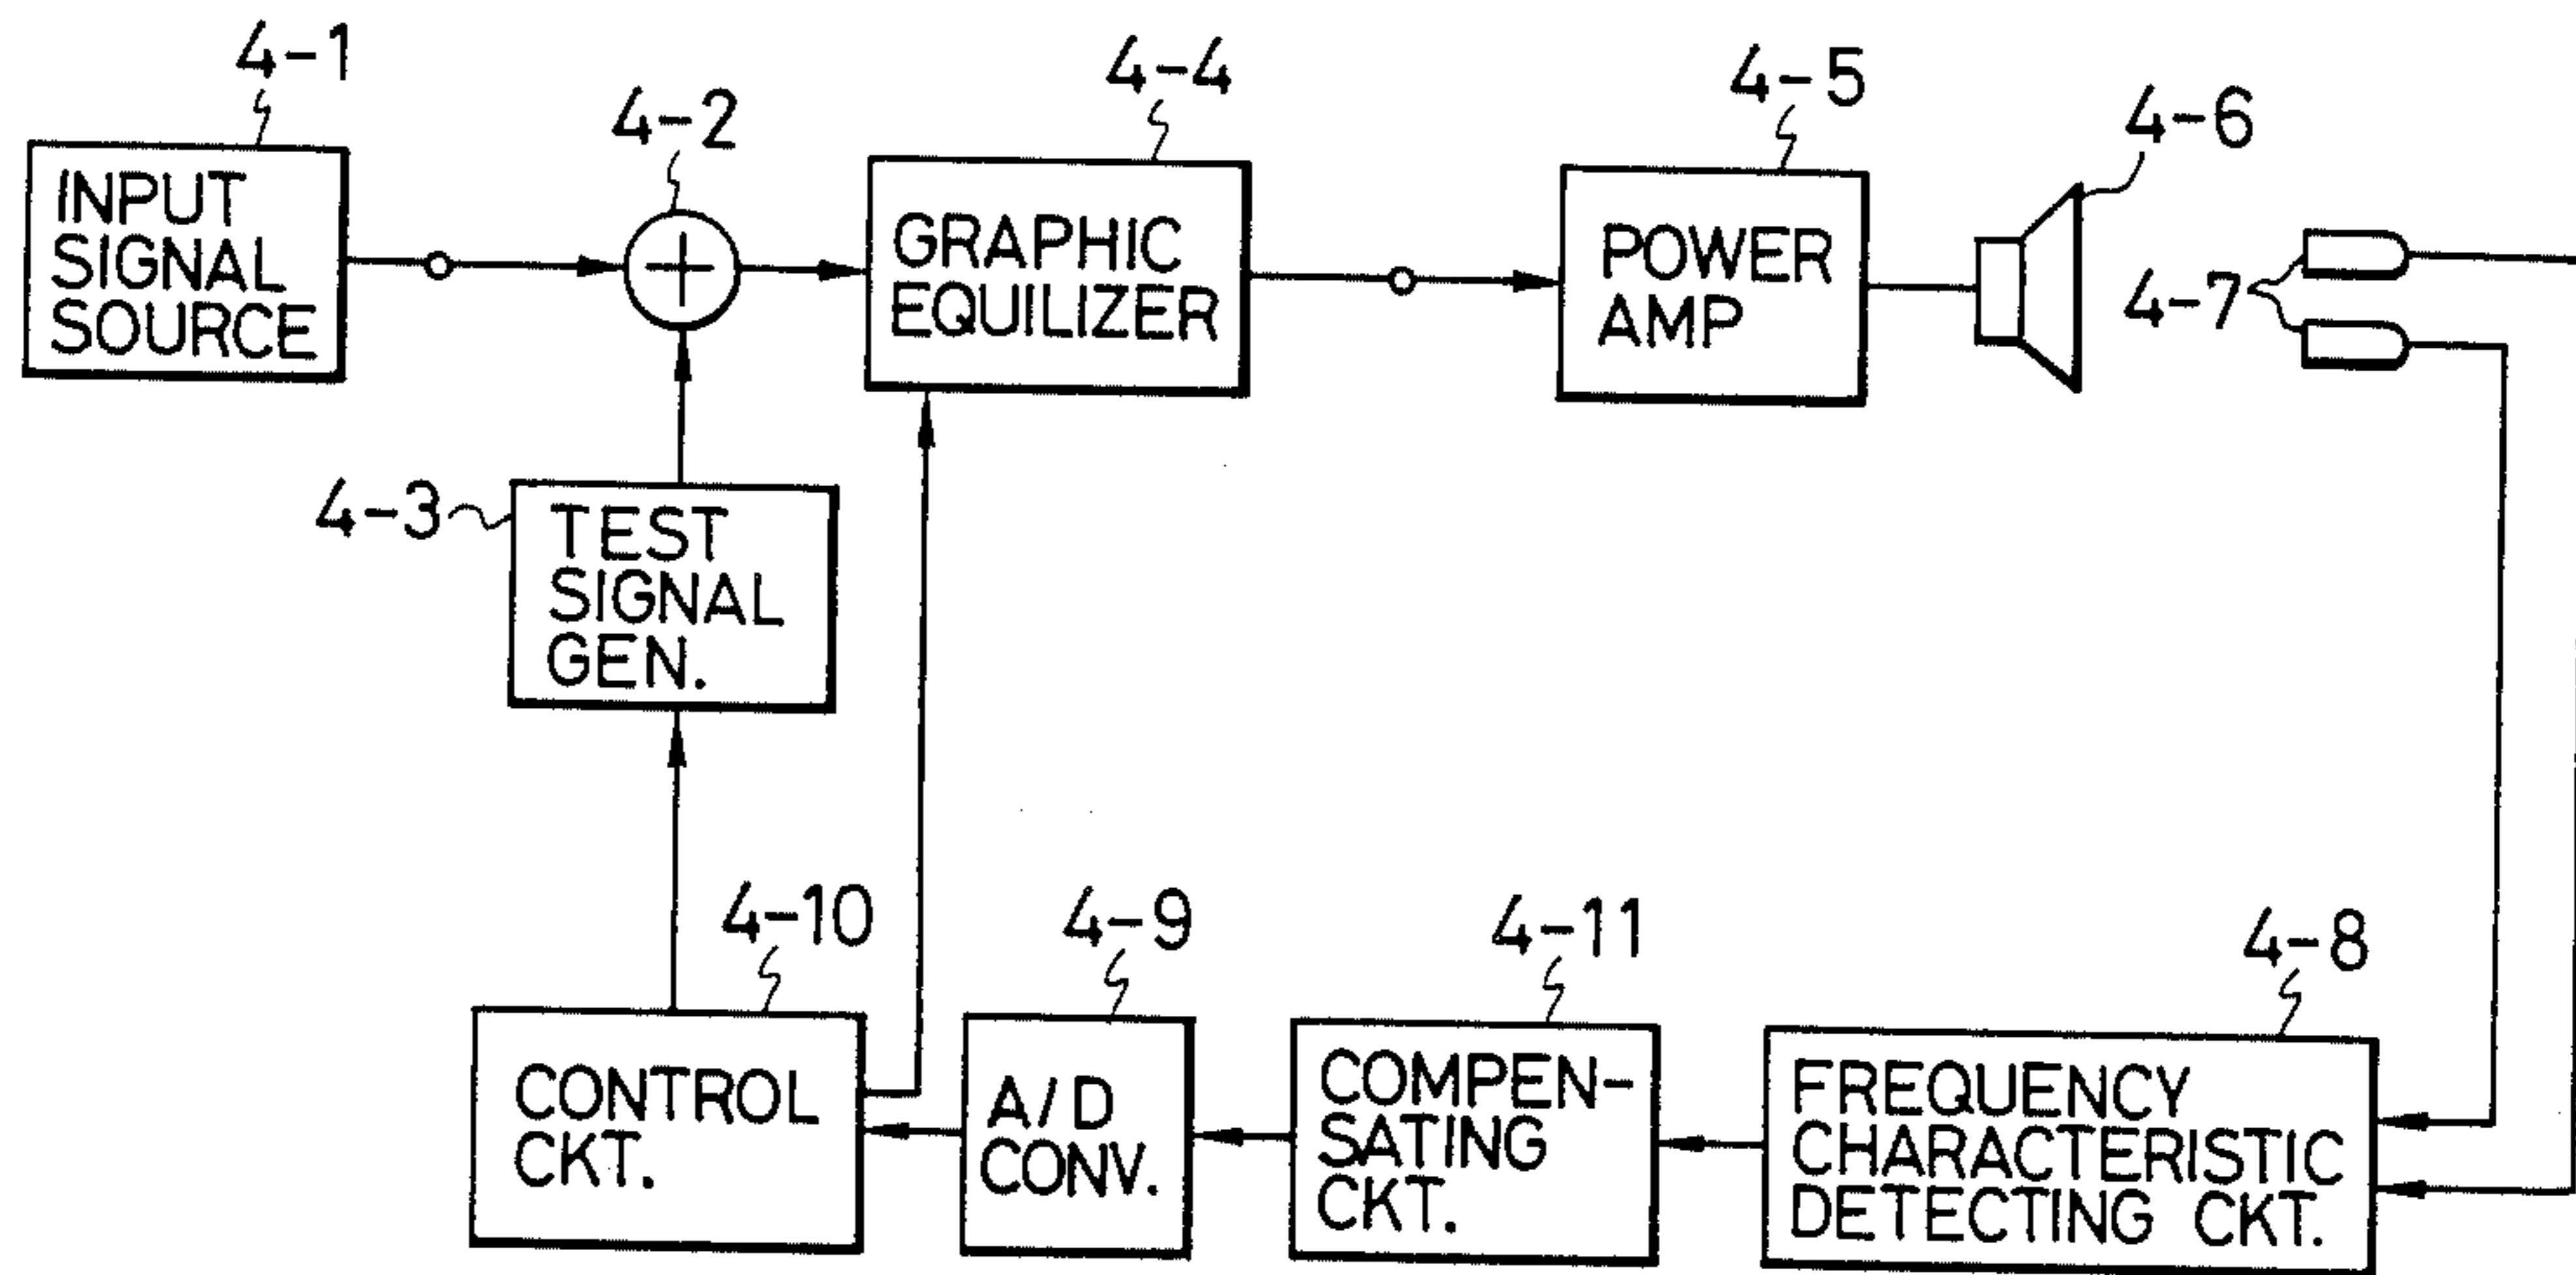 4-1
4-2
4-4
4-5
4-6
INPUT
SIGNAL
SOURCE
GRAPHIC
EQUILIZER
POWER
AMP
4-7
4-3
TEST
SIGNAL
GEN.
4-10
4-9
4-11
4-8
CONTROL
CKT.
A/D
CONV.
COMPEN-
SATING
CKT.
FREQUENCY
CHARACTERISTIC
DETECTING CKT.